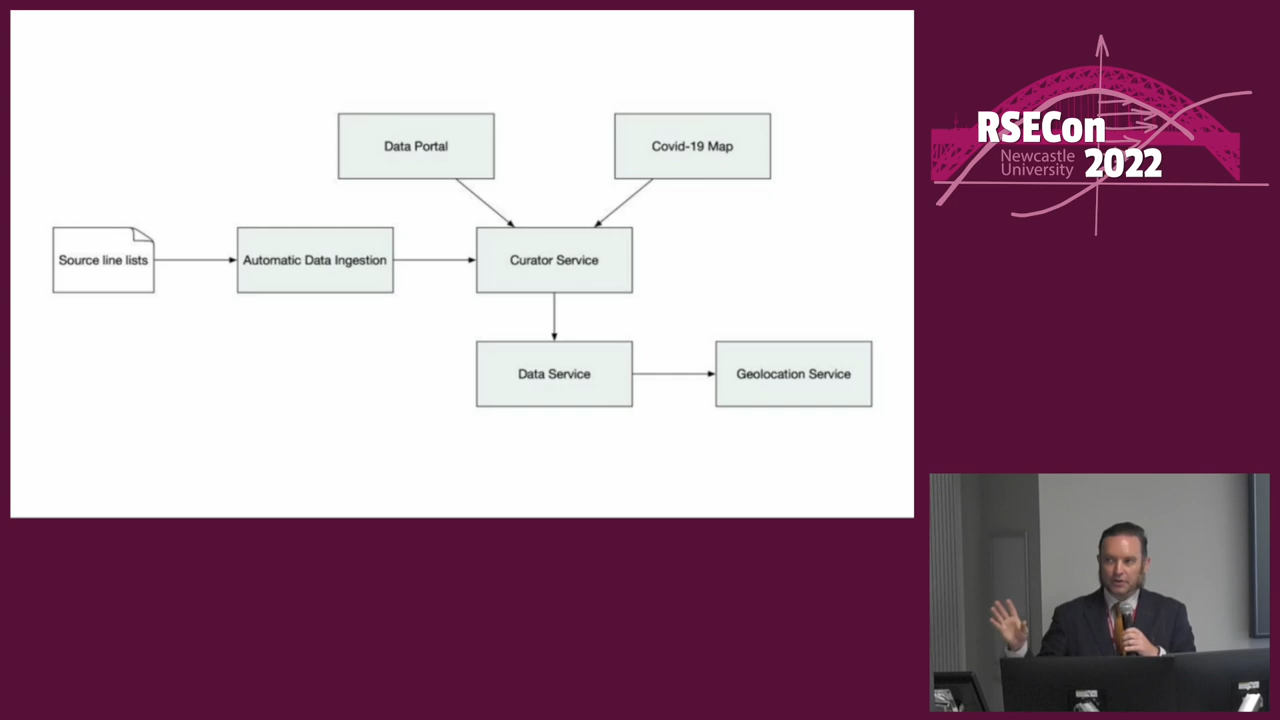 Data Portal
Covid-19 Map
Source line lists
Automatic Data Ingestion
Curator Service
Data Service
Geolocation Service
RSECon
Newcastle
University
2022